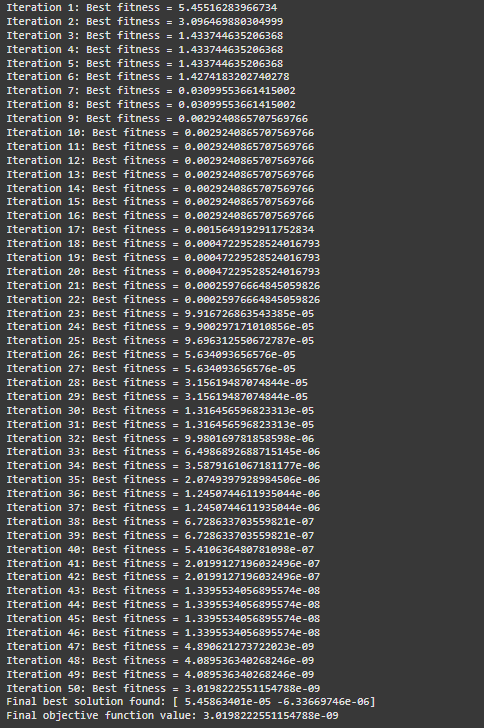 Iteration 1: Best fitness = 5.45516283966734
Iteration 2: Best fitness = 3.096469880304999
Iteration 3: Best fitness = 1.433744635206368
Iteration 4: Best fitness = 1.433744635206368
Iteration 5: Best fitness = 1.433744635206368
Iteration 6: Best fitness = 1.4274183202740278
Iteration 7: Best fitness = 0.03099553661415002
Iteration 8: Best fitness = 0.03099553661415002
Iteration 9: Best fitness = 0.0029240865707569766
Iteration 10: Best fitness = 0.0029240865707569766
Iteration 11: Best fitness = 0.0029240865707569766
Iteration 12: Best fitness = 0.0029240865707569766
Iteration 13: Best fitness = 0.0029240865707569766
Iteration 14: Best fitness = 0.0029240865707569766
Iteration 15: Best fitness = 0.0029240865707569766
Iteration 16: Best fitness = 0.0029240865707569766
Iteration 17: Best fitness = 0.0015649192911752834
Iteration 18: Best fitness = 0.00047229528524016793
Iteration 19: Best fitness = 0.00047229528524016793
Iteration 20: Best fitness = 0.00047229528524016793
Iteration 21: Best fitness = 0.00025976664845059826
Iteration 22: Best fitness = 0.00025976664845059826
Iteration 23: Best fitness = 9.916726863543385e-05
Iteration 24: Best fitness = 9.900297171010856e-05
Iteration 25: Best fitness = 9.696312550672787e-05
Iteration 26: Best fitness = 5.634093656576e-05
Iteration 27: Best fitness = 5.634093656576e-05
Iteration 28: Best fitness = 3.15619487074844e-05
Iteration 29: Best fitness = 3.15619487074844e-05
Iteration 30: Best fitness = 1.316456596823313e-05
Iteration 31: Best fitness = 1.316456596823313e-05
Iteration 32: Best fitness = 9.980169781858598e-06
Iteration 33: Best fitness = 6.4986892688715145e-06
Iteration 34: Best fitness = 3.5879161067181177e-06
Iteration 35: Best fitness = 2.0749397928984506e-06
Iteration 36: Best fitness = 1.2450744611935044e-06
Iteration 37: Best fitness = 1.2450744611935044e-06
Iteration 38: Best fitness = 6.728633703559821e-07
Iteration 39: Best fitness = 6.728633703559821e-07
Iteration 40: Best fitness = 5.410636480781098e-07
Iteration 41: Best fitness = 2.0199127196032496e-07
Iteration 42: Best fitness = 2.0199127196032496e-07
Iteration 43: Best fitness = 1.3395534056895574e-08
Iteration 44: Best fitness = 1.3395534056895574e-08
Iteration 45: Best fitness = 1.3395534056895574e-08
Iteration 46: Best fitness = 1.3395534056895574e-08
Iteration 47: Best fitness = 4.890621273722023e-09
Iteration 48: Best fitness = 4.089536340268246e-09
Iteration 49: Best fitness = 4.089536340268246e-09
Iteration 50: Best fitness = 3.0198222551154788e-09
Final best solution found: [ 5.45863401e-05 -6.33669746e-06]
Final objective function value: 3.0198222551154788e-09